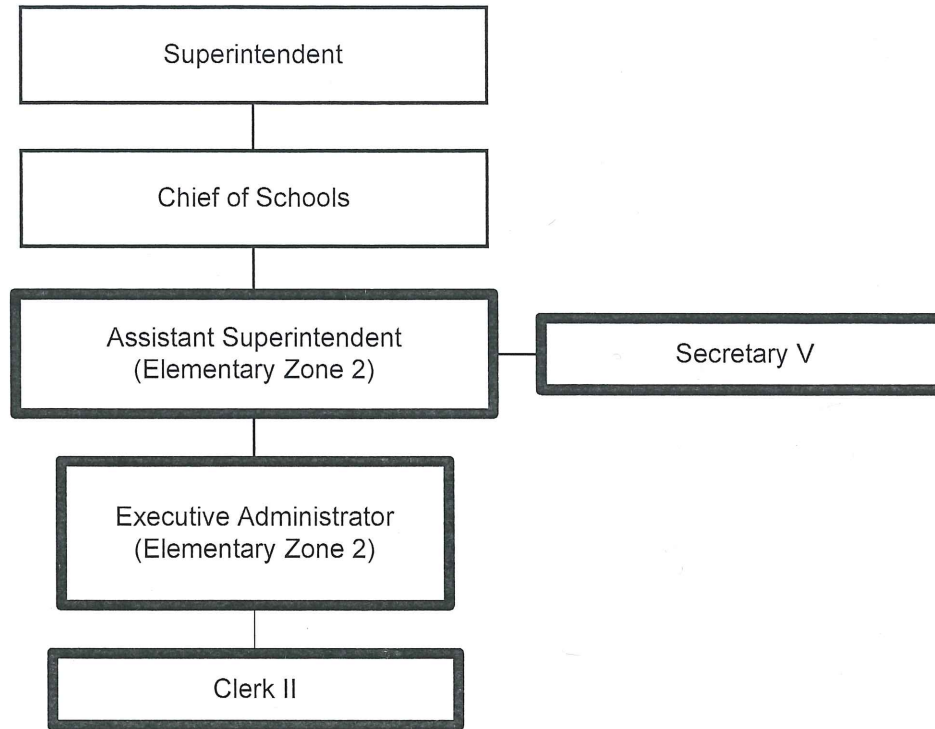 Superintendent
Chief of Schools
Assistant Superintendent
(Elementary Zone 2)
Secretary V
Executive Administrator
(Elementary Zone 2)
Clerk II